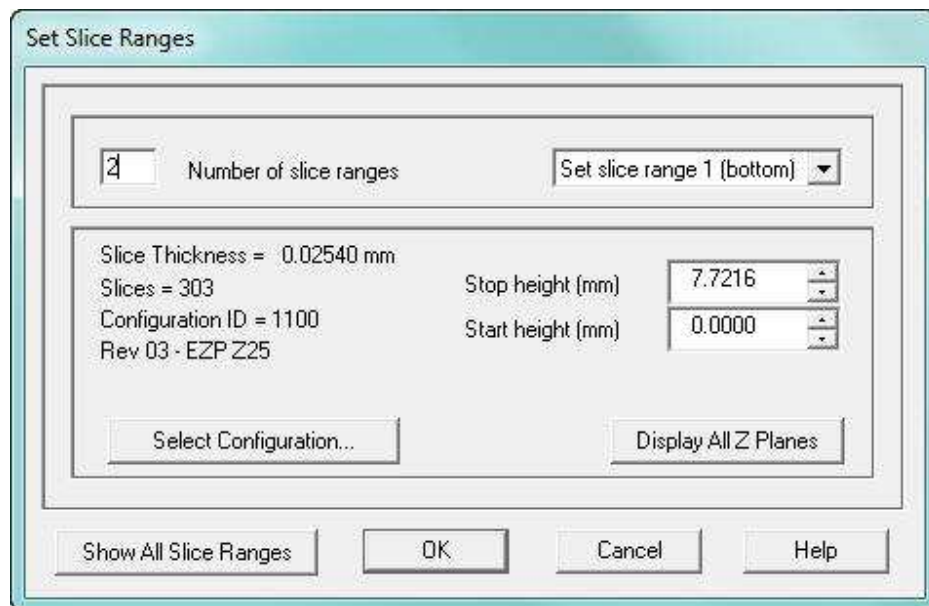 Set Slice Ranges
2 Number of slice ranges Set slice range 1 (bottom)
Slice Thickness = 0.02540 mm
Slices = 303
Configuration ID = 1100
Rev 03 - EZP Z25
Stop height (mm) 7.7216
Start height (mm) 0.0000
Select Configuration... Display All Z Planes
Show All Slice Ranges OK Cancel Help